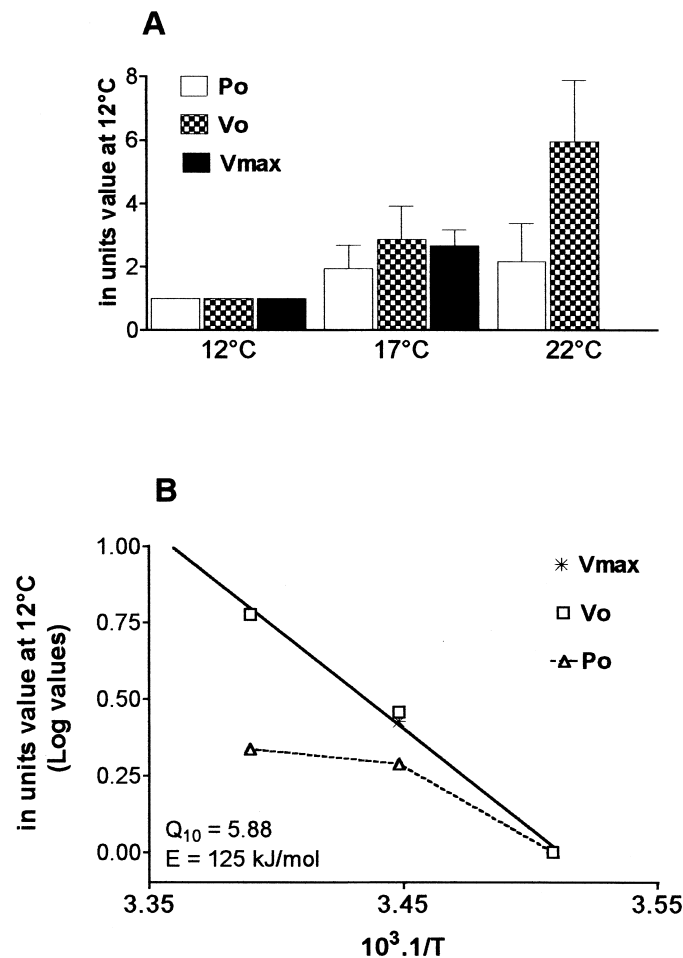 A
in units value at 12°C
8
6
4
2
0
Po
Vo
Vmax
12°C
17°C
22°C
B
in units value at 12°C
(Log values)
1.00
0.75
0.50
0.25
0.00
Vmax
Vo
Po
Q10 = 5.88
E = 125 kJ/mol
3.35
3.45
3.55
10³.1/T